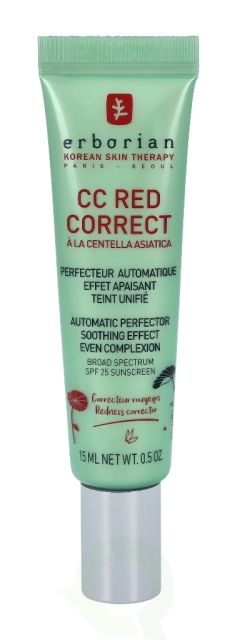 erborian
KOREAN SKIN THERAPY
PARIS - SEOUL
CC RED
CORRECT
À LA CENTELLA ASIATICA
PERFECTEUR AUTOMATIQUE
EFFET APAISANT
TEINT UNIFIÉ
AUTOMATIC PERFECTOR
SOOTHING EFFECT
EVEN COMPLEXION
BROAD SPECTRUM
SPF 25 SUNSCREEN
Correcteur rougeurs
Redness corrector
15 ML NET WT. 0.5 OZ.